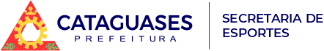 CATAGUASES
PREFEITURA
SECRETARIA DE
ESPORTES